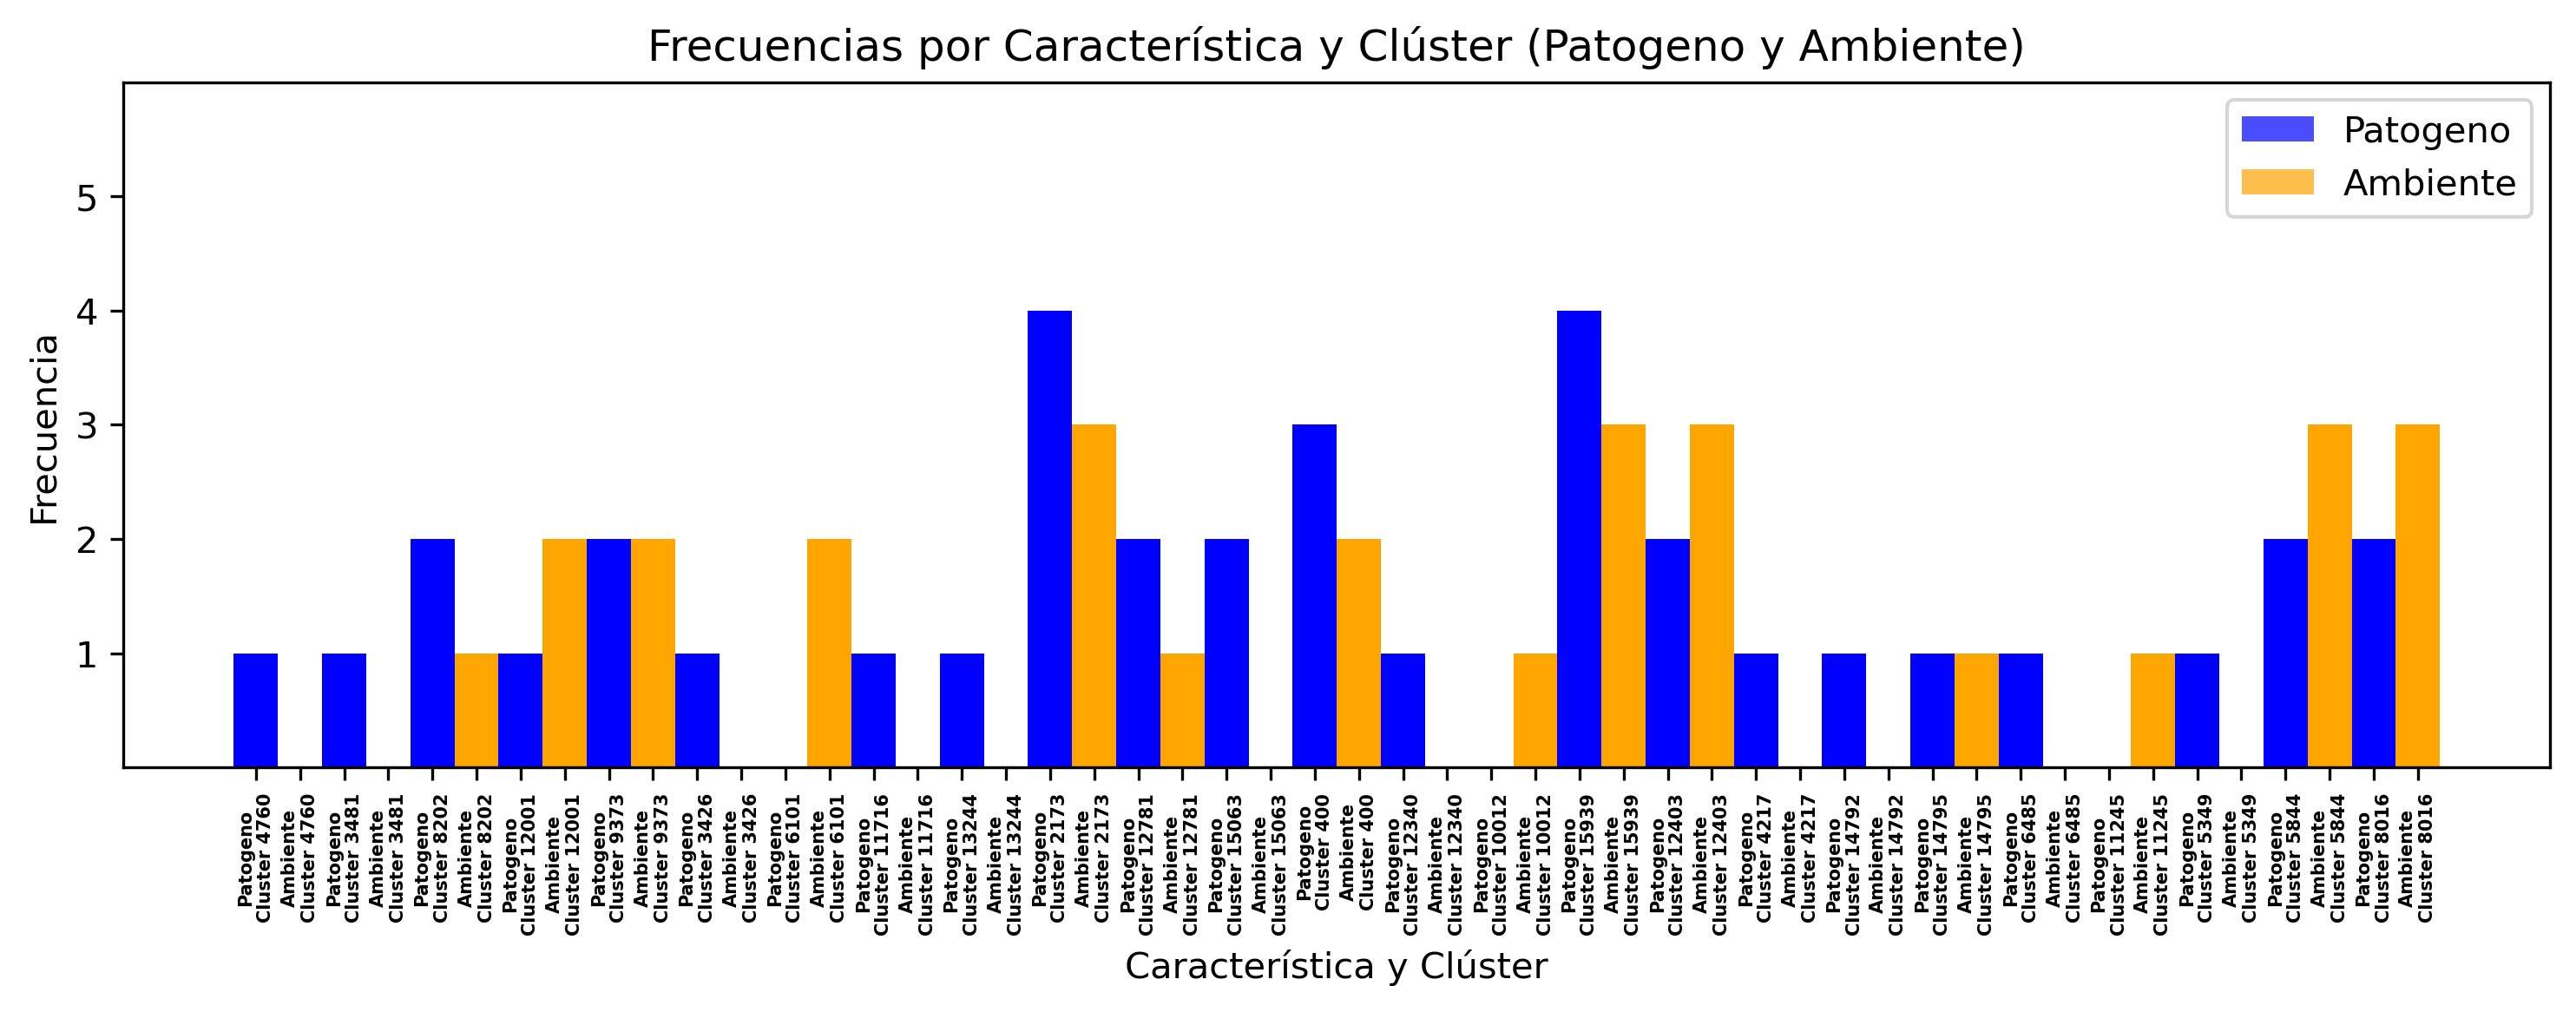 Frecuencias por Característica y Clúster (Patogeno y Ambiente)
Patogeno
Ambiente
Frecuencia
5
4
3
2
1
Patogeno
Cluster 4760
Ambiente
Cluster 4760
Patogeno
Cluster 3481
Ambiente
Cluster 3481
Patogeno
Cluster 8202
Ambiente
Cluster 8202
Patogeno
Cluster 12001
Ambiente
Cluster 12001
Patogeno
Cluster 9373
Ambiente
Cluster 9373
Patogeno
Cluster 3426
Ambiente
Cluster 3426
Patogeno
Cluster 6101
Ambiente
Cluster 6101
Patogeno
Cluster 11716
Ambiente
Cluster 11716
Patogeno
Cluster 13244
Ambiente
Cluster 13244
Patogeno
Cluster 2173
Ambiente
Cluster 2173
Patogeno
Cluster 12781
Ambiente
Cluster 12781
Patogeno
Cluster 15063
Ambiente
Cluster 15063
Patogeno
Cluster 400
Ambiente
Cluster 400
Patogeno
Cluster 12340
Ambiente
Cluster 12340
Patogeno
Cluster 10012
Ambiente
Cluster 10012
Patogeno
Cluster 15939
Ambiente
Cluster 15939
Patogeno
Cluster 12403
Ambiente
Cluster 12403
Patogeno
Cluster 4217
Ambiente
Cluster 4217
Patogeno
Cluster 14792
Ambiente
Cluster 14792
Patogeno
Cluster 14795
Ambiente
Cluster 14795
Patogeno
Cluster 6485
Ambiente
Cluster 6485
Patogeno
Cluster 11245
Ambiente
Cluster 11245
Patogeno
Cluster 5349
Ambiente
Cluster 5349
Patogeno
Cluster 5844
Ambiente
Cluster 5844
Patogeno
Cluster 8016
Ambiente
Cluster 8016
Característica y Clúster